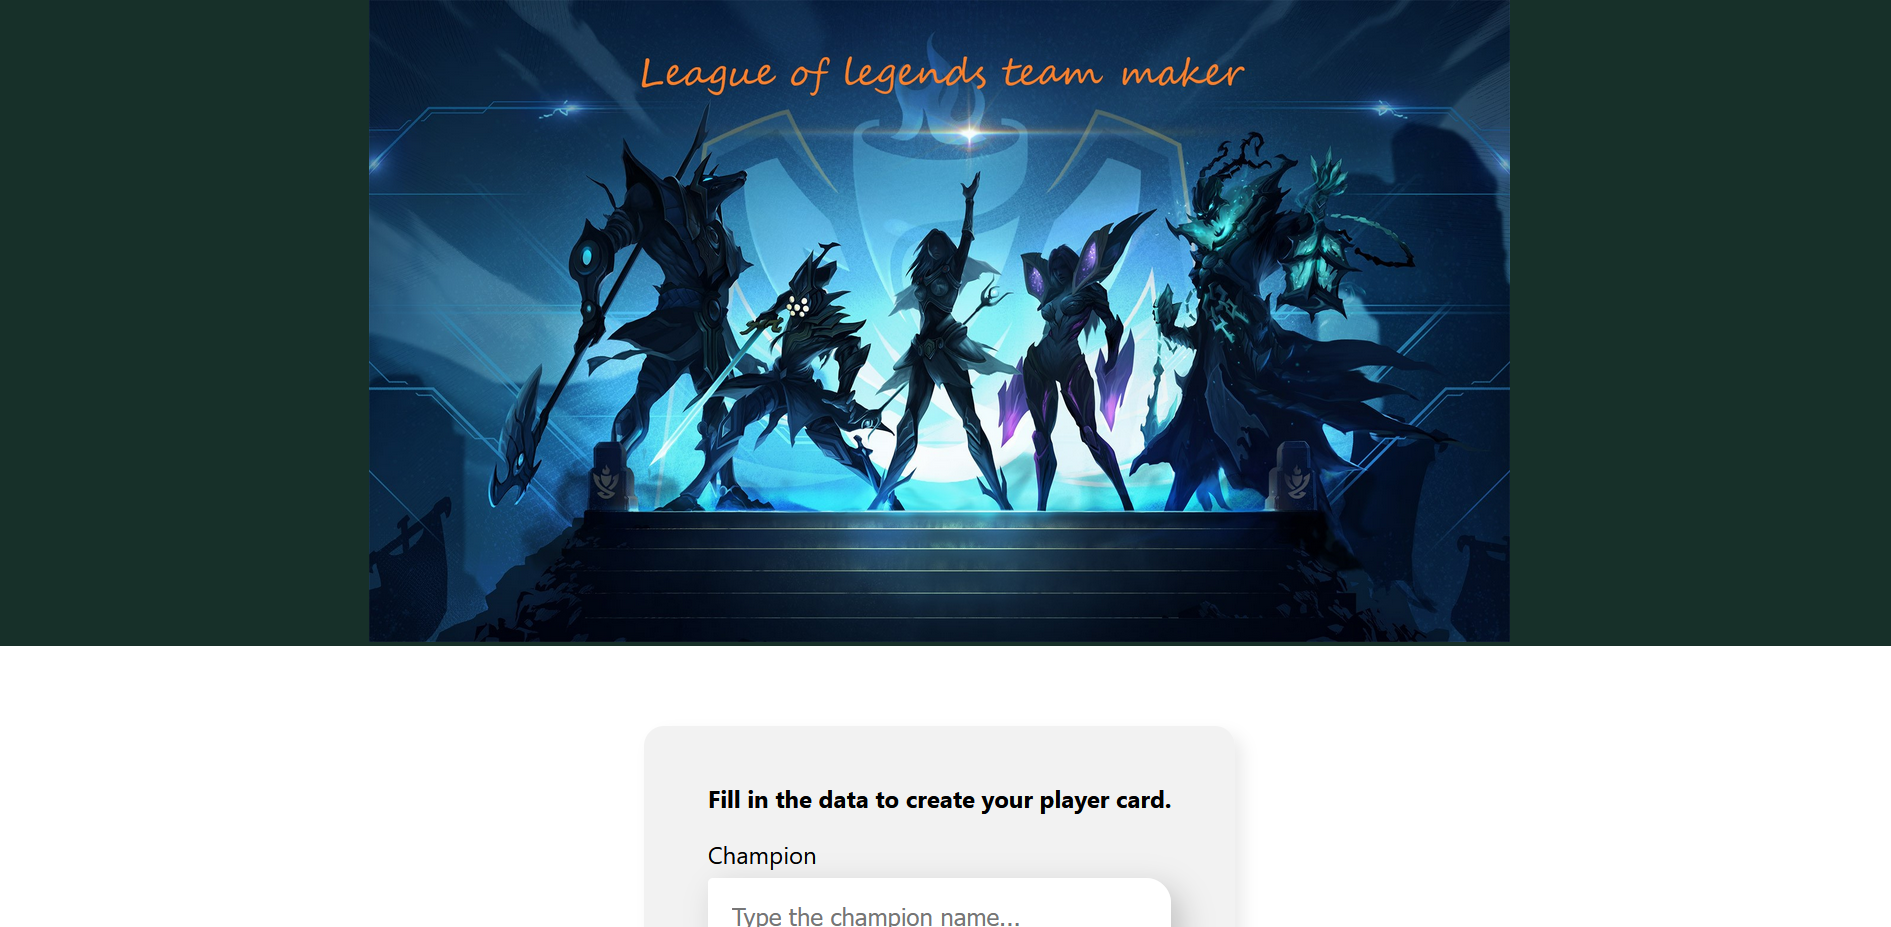 League of legends team maker
Fill in the data to create your player card.
Champion
Type the champion name...